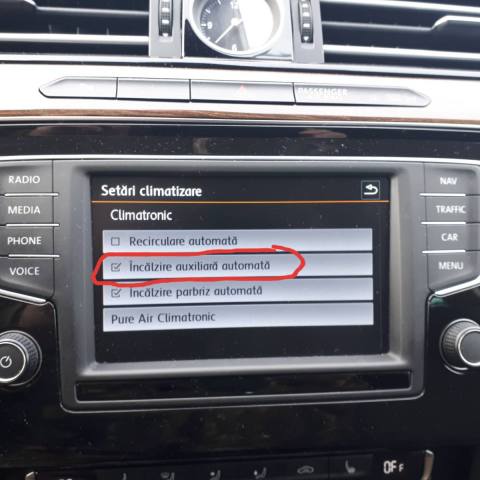 PASSENGER
RADIO
MEDIA
PHONE
VOICE
NAV
TRAFFIC
CAR
MENU
Setări climatizare
Climatronic
Recirculare automată
Încălzire auxiliară automată
Încălzire parbriz automată
Pure Air Climatronic
OFF